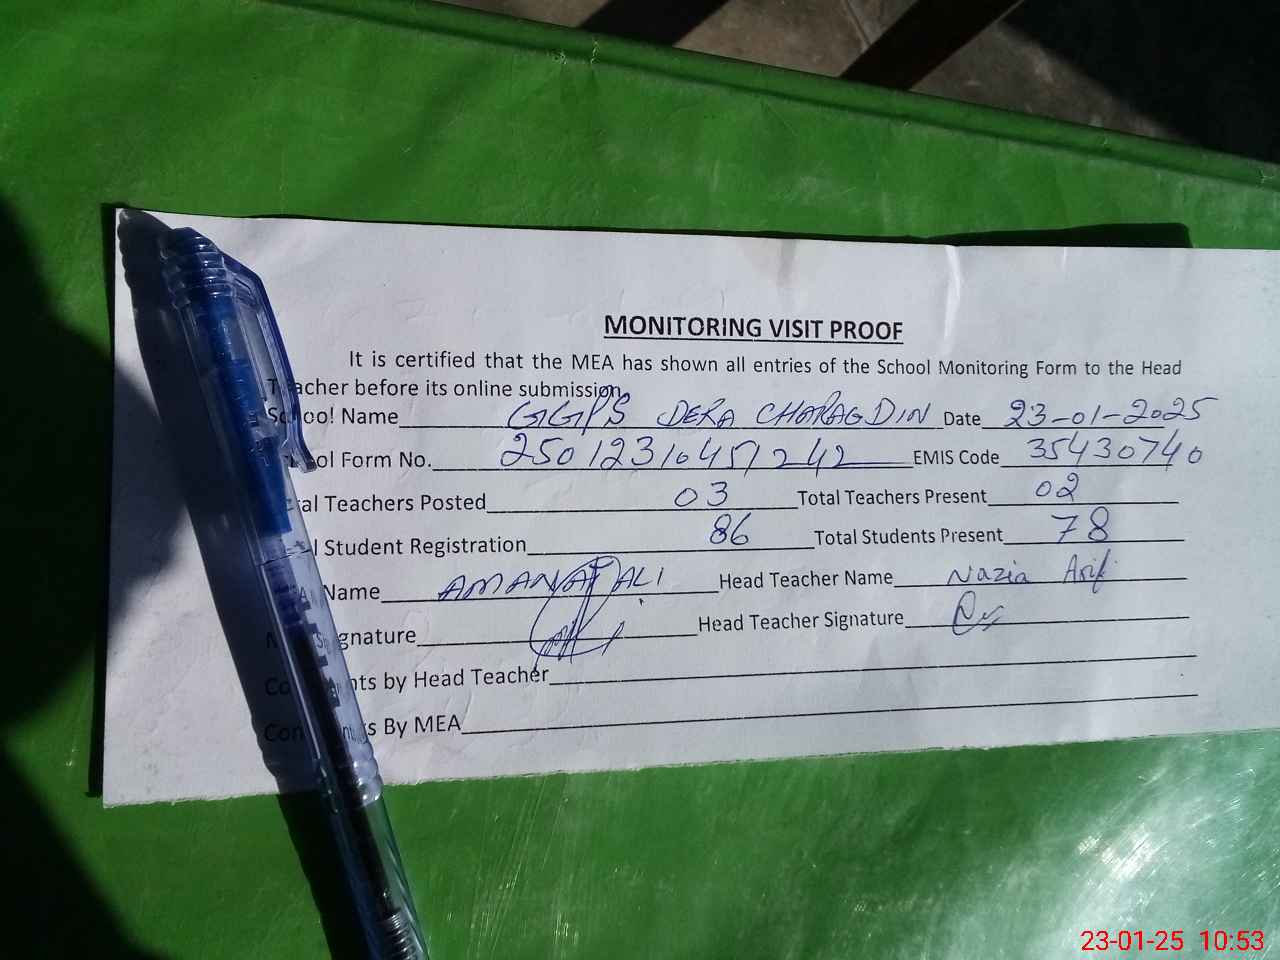 MONITORING VISIT PROOF
It is certified that the MEA has shown all entries of the School Monitoring Form to the Head
Teacher before its online submission.
School Name GGPS DERA CHARAGDIN Date 23-01-2025
School Form No. 250123104517242 EMIS Code 35430740
Total Teachers Posted 03 Total Teachers Present 02
Student Registration 86 Total Students Present 78
Name AMANAT ALI Head Teacher Name Nazia Arif
Signature Head Teacher Signature
Comments by Head Teacher
Comments By MEA
23-01-25 10:53